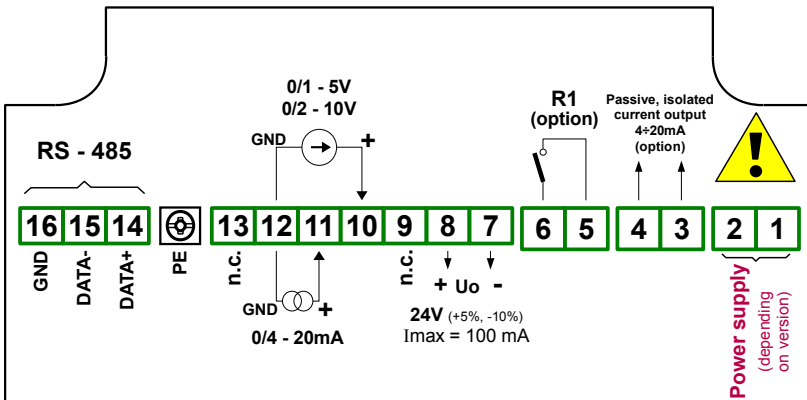 0/1 - 5V
0/2 - 10V
GND +
R1
(option)
Passive, isolated
current output
4÷20mA
(option)
RS - 485
16 15 14 13 12 11 10 9 8 7 6 5 4 3 2 1
GND
DATA-
DATA+
PE
n.c.
GND +
0/4 - 20mA
n.c.
+ Uo -
24V (+5%, -10%)
Imax = 100 mA
Power supply
(depending
on version)